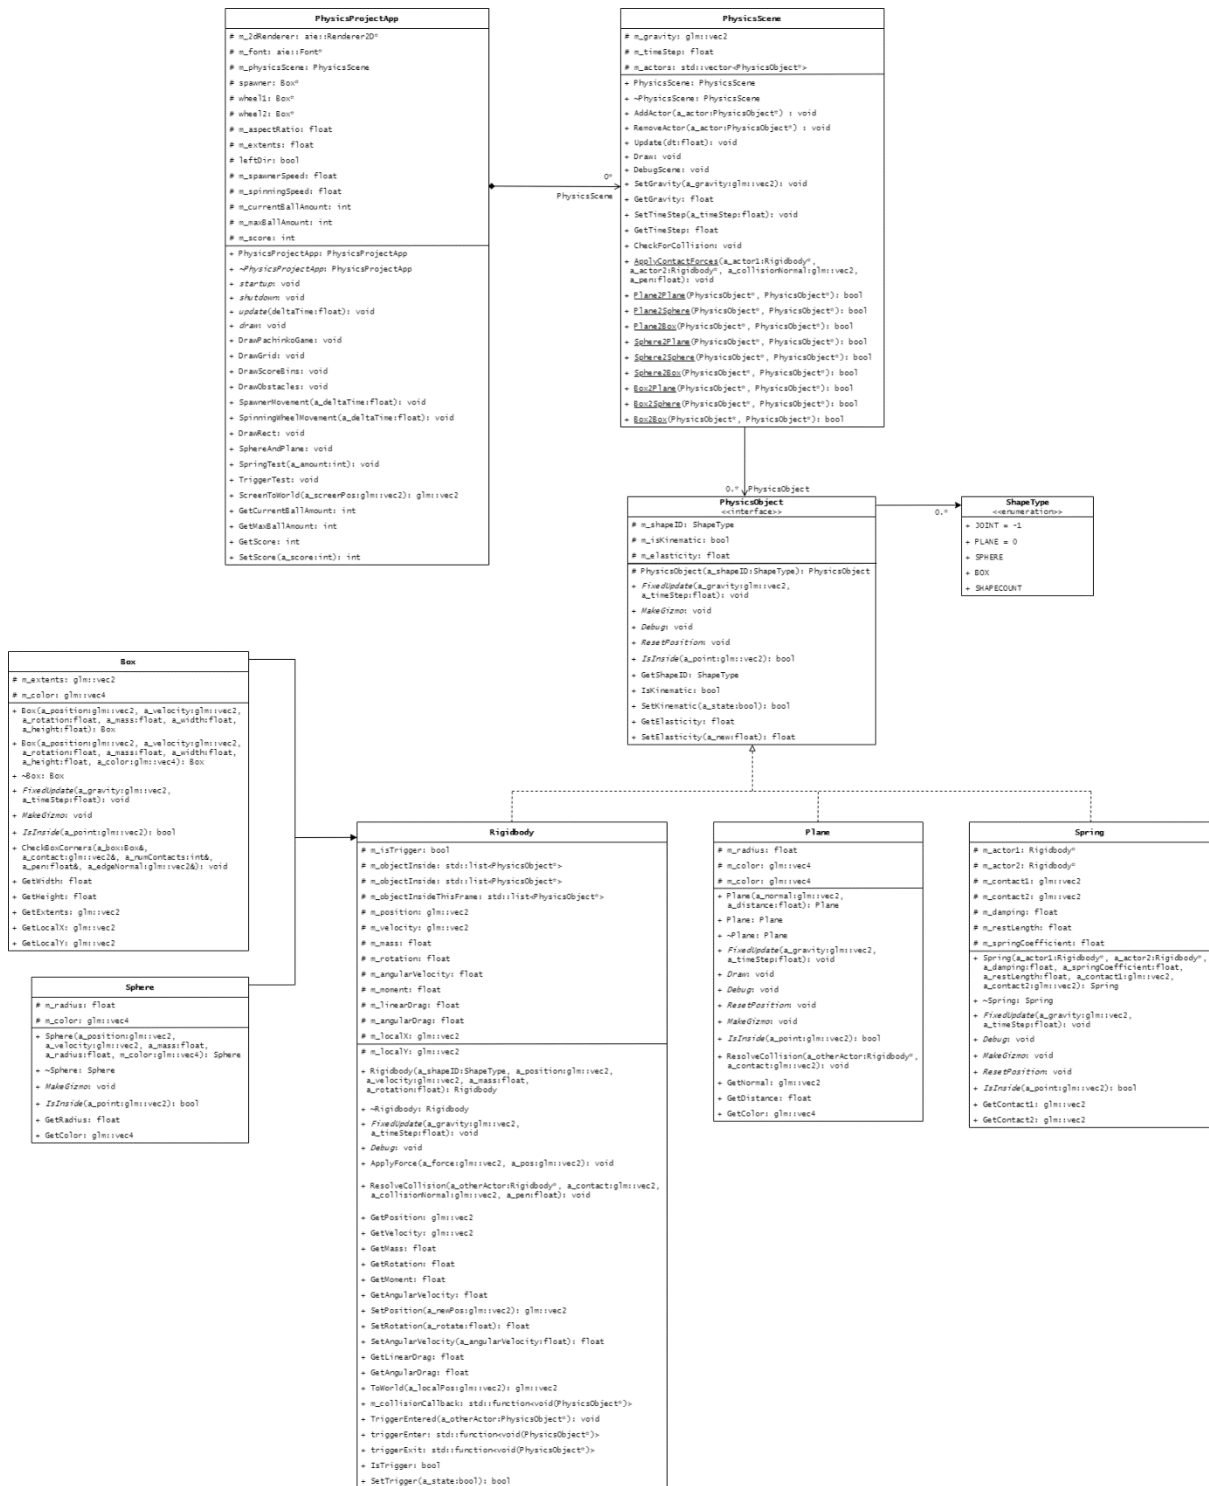 PhysicsProjectApp
# m_2dRenderer: aie::Renderer2D*
# m_font: aie::Font*
# m_physicsScene: PhysicsScene
# spawner: Box*
# wheel1: Box*
# wheel2: Box*
# m_aspectRatio: float
# m_extents: float
# leftDir: bool
# m_spawnerSpeed: float
# m_spinningSpeed: float
# m_currentBallAmount: int
# m_maxBallAmount: int
# m_score: int
+ PhysicsProjectApp: PhysicsProjectApp
+ ~PhysicsProjectApp: PhysicsProjectApp
+ startup: void
+ shutdown: void
+ update(deltaTime:float): void
+ draw: void
+ DrawPachinkoGame: void
+ DrawGrid: void
+ DrawScoreBins: void
+ DrawObstacles: void
+ SpawnerMovement(a_deltaTime:float): void
+ SpinningWheelMovement(a_deltaTime:float): void
+ DrawRect: void
+ SphereAndPlane: void
+ SpringTest(a_amount:int): void
+ TriggerTest: void
+ ScreenToWorld(a_screenPos:glm::vec2): glm::vec2
+ GetCurrentBallAmount: int
+ GetMaxBallAmount: int
+ GetScore: int
+ SetScore(a_score:int): int
0*
PhysicsScene
PhysicsScene
# m_gravity: glm::vec2
# m_timeStep: float
# m_actors: std::vector<PhysicsObject*>
+ PhysicsScene: PhysicsScene
+ ~PhysicsScene: PhysicsScene
+ AddActor(a_actor:PhysicsObject*) : void
+ RemoveActor(a_actor:PhysicsObject*) : void
+ Update(dt:float): void
+ Draw: void
+ DebugScene: void
+ SetGravity(a_gravity:glm::vec2): void
+ GetGravity: float
+ SetTimeStep(a_timeStep:float): void
+ GetTimeStep: float
+ CheckForCollision: void
+ ApplyContactForces(a_actor1:Rigidbody*,
a_actor2:Rigidbody*, a_collisionNormal:glm::vec2,
a_pen:float): void
+ Plane2Plane(PhysicsObject*, PhysicsObject*): bool
+ Plane2Sphere(PhysicsObject*, PhysicsObject*): bool
+ Plane2Box(PhysicsObject*, PhysicsObject*): bool
+ Sphere2Plane(PhysicsObject*, PhysicsObject*): bool
+ Sphere2Sphere(PhysicsObject*, PhysicsObject*): bool
+ Sphere2Box(PhysicsObject*, PhysicsObject*): bool
+ Box2Plane(PhysicsObject*, PhysicsObject*): bool
+ Box2Sphere(PhysicsObject*, PhysicsObject*): bool
+ Box2Box(PhysicsObject*, PhysicsObject*): bool
0.* PhysicsObject
PhysicsObject
<<interface>>
# m_shapeID: ShapeType
# m_isKinematic: bool
# m_elasticity: float
# PhysicsObject(a_shapeID:ShapeType): PhysicsObject
+ FixedUpdate(a_gravity:glm::vec2,
a_timeStep:float): void
+ MakeGizmo: void
+ Debug: void
+ ResetPosition: void
+ IsInside(a_point:glm::vec2): bool
+ GetShapeID: ShapeType
+ IsKinematic: bool
+ SetKinematic(a_state:bool): bool
+ GetElasticity: float
+ SetElasticity(a_new:float): float
0.*
ShapeType
<<enumeration>>
+ JOINT = -1
+ PLANE = 0
+ SPHERE
+ BOX
+ SHAPECOUNT
Box
# m_extents: glm::vec2
# m_color: glm::vec4
+ Box(a_position:glm::vec2, a_velocity:glm::vec2,
a_rotation:float, a_mass:float, a_width:float,
a_height:float): Box
+ Box(a_position:glm::vec2, a_velocity:glm::vec2,
a_rotation:float, a_mass:float, a_width:float,
a_height:float, a_color:glm::vec4): Box
+ ~Box: Box
+ FixedUpdate(a_gravity:glm::vec2,
a_timeStep:float): void
+ MakeGizmo: void
+ IsInside(a_point:glm::vec2): bool
+ CheckBoxCorners(a_box:Box&,
a_contact:glm::vec2&, a_numContacts:int&,
a_pen:float&, a_edgeNormal:glm::vec2&): void
+ GetWidth: float
+ GetHeight: float
+ GetExtents: glm::vec2
+ GetLocalX: glm::vec2
+ GetLocalY: glm::vec2
Sphere
# m_radius: float
# m_color: glm::vec4
+ Sphere(a_position:glm::vec2,
a_velocity:glm::vec2, a_mass:float,
a_radius:float, m_color:glm::vec4): Sphere
+ ~Sphere: Sphere
+ MakeGizmo: void
+ IsInside(a_point:glm::vec2): bool
+ GetRadius: float
+ GetColor: glm::vec4
Rigidbody
# m_isTrigger: bool
# m_objectInside: std::list<PhysicsObject*>
# m_objectInside: std::list<PhysicsObject*>
# m_objectInsideThisFrame: std::list<PhysicsObject*>
# m_position: glm::vec2
# m_velocity: glm::vec2
# m_mass: float
# m_rotation: float
# m_angularVelocity: float
# m_moment: float
# m_linearDrag: float
# m_angularDrag: float
# m_localX: glm::vec2
# m_localY: glm::vec2
+ Rigidbody(a_shapeID:ShapeType, a_position:glm::vec2,
a_velocity:glm::vec2, a_mass:float,
a_rotation:float): Rigidbody
+ ~Rigidbody: Rigidbody
+ FixedUpdate(a_gravity:glm::vec2,
a_timeStep:float): void
+ Debug: void
+ ApplyForce(a_force:glm::vec2, a_pos:glm::vec2): void
+ ResolveCollision(a_otherActor:Rigidbody*, a_contact:glm::vec2,
a_collisionNormal:glm::vec2, a_pen:float): void
+ GetPosition: glm::vec2
+ GetVelocity: glm::vec2
+ GetMass: float
+ GetRotation: float
+ GetMoment: float
+ GetAngularVelocity: float
+ SetPosition(a_newPos:glm::vec2): glm::vec2
+ SetRotation(a_rotate:float): float
+ SetAngularVelocity(a_angularVelocity:float): float
+ GetLinearDrag: float
+ GetAngularDrag: float
+ ToWorld(a_localPos:glm::vec2): glm::vec2
+ m_collisionCallback: std::function<void(PhysicsObject*)>
+ TriggerEntered(a_otherActor:PhysicsObject*): void
+ triggerEnter: std::function<void(PhysicsObject*)>
+ triggerExit: std::function<void(PhysicsObject*)>
+ IsTrigger: bool
+ SetTrigger(a_state:bool): bool
Plane
# m_radius: float
# m_color: glm::vec4
# m_color: glm::vec4
+ Plane(a_normal:glm::vec2,
a_distance:float): Plane
+ Plane: Plane
+ ~Plane: Plane
+ FixedUpdate(a_gravity:glm::vec2,
a_timeStep:float): void
+ Draw: void
+ Debug: void
+ ResetPosition: void
+ MakeGizmo: void
+ IsInside(a_point:glm::vec2): bool
+ ResolveCollision(a_otherActor:Rigidbody*,
a_contact:glm::vec2): void
+ GetNormal: glm::vec2
+ GetDistance: float
+ GetColor: glm::vec4
Spring
# m_actor1: Rigidbody*
# m_actor2: Rigidbody*
# m_contact1: glm::vec2
# m_contact2: glm::vec2
# m_damping: float
# m_restLength: float
# m_springCoefficient: float
+ Spring(a_actor1:Rigidbody*, a_actor2:Rigidbody*,
a_damping:float, a_springCoefficient:float,
a_restLength:float, a_contact1:glm::vec2,
a_contact2:glm::vec2): Spring
+ ~Spring: Spring
+ FixedUpdate(a_gravity:glm::vec2,
a_timeStep:float): void
+ Debug: void
+ MakeGizmo: void
+ ResetPosition: void
+ IsInside(a_point:glm::vec2): bool
+ GetContact1: glm::vec2
+ GetContact2: glm::vec2